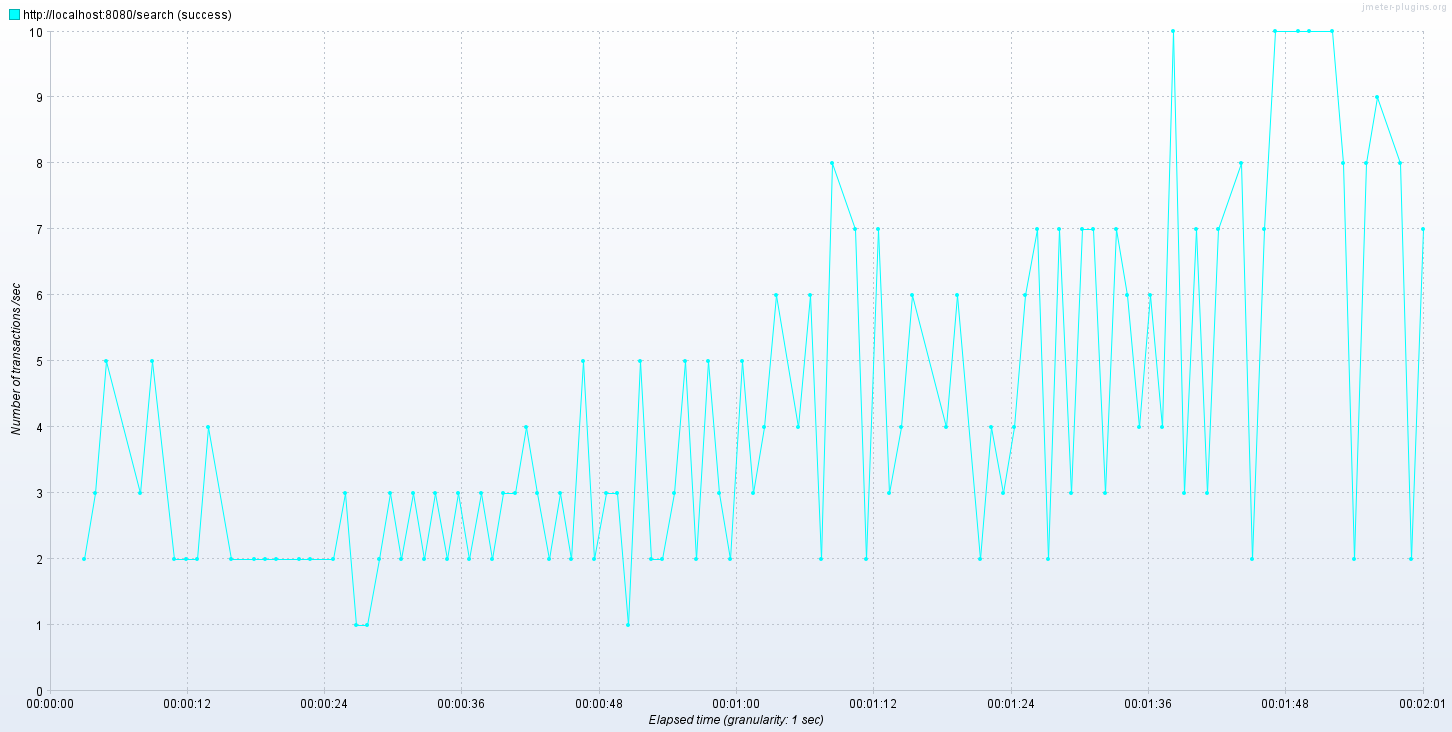 http://localhost:8080/search (success)
jmeter-plugins.org
10
9
8
7
6
5
4
3
2
1
0
Number of transactions /sec
00:00:00 00:00:12 00:00:24 00:00:36 00:00:48 00:01:00 00:01:12 00:01:24 00:01:36 00:01:48 00:02:01
Elapsed time (granularity: 1 sec)